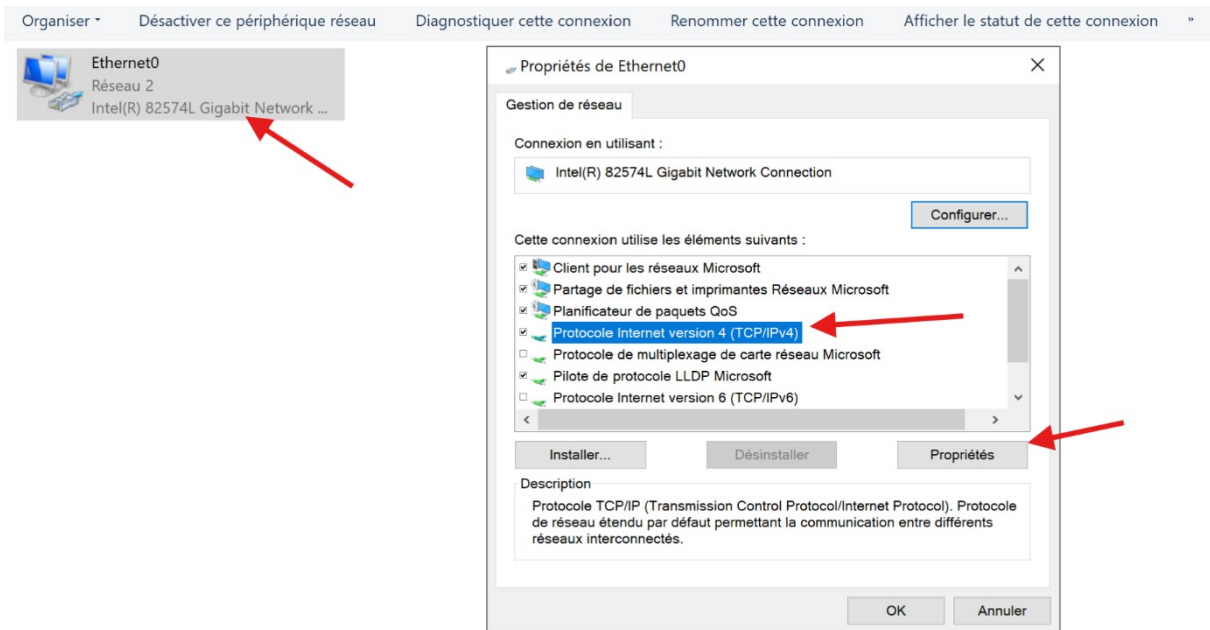 Organiser
Désactiver ce périphérique réseau
Diagnostiquer cette connexion
Renommer cette connexion
Afficher le statut de cette connexion
»
Ethernet0
Réseau 2
Intel(R) 82574L Gigabit Network ...
Propriétés de Ethernet0
Gestion de réseau
Connexion en utilisant :
Intel(R) 82574L Gigabit Network Connection
Configurer...
Cette connexion utilise les éléments suivants :
Client pour les réseaux Microsoft
Partage de fichiers et imprimantes Réseaux Microsoft
Planificateur de paquets QoS
Protocole Internet version 4 (TCP/IPv4)
Protocole de multiplexage de carte réseau Microsoft
Pilote de protocole LLDP Microsoft
Protocole Internet version 6 (TCP/IPv6)
Installer...
Désinstaller
Propriétés
Description
Protocole TCP/IP (Transmission Control Protocol/Internet Protocol). Protocole
de réseau étendu par défaut permettant la communication entre différents
réseaux interconnectés.
OK
Annuler